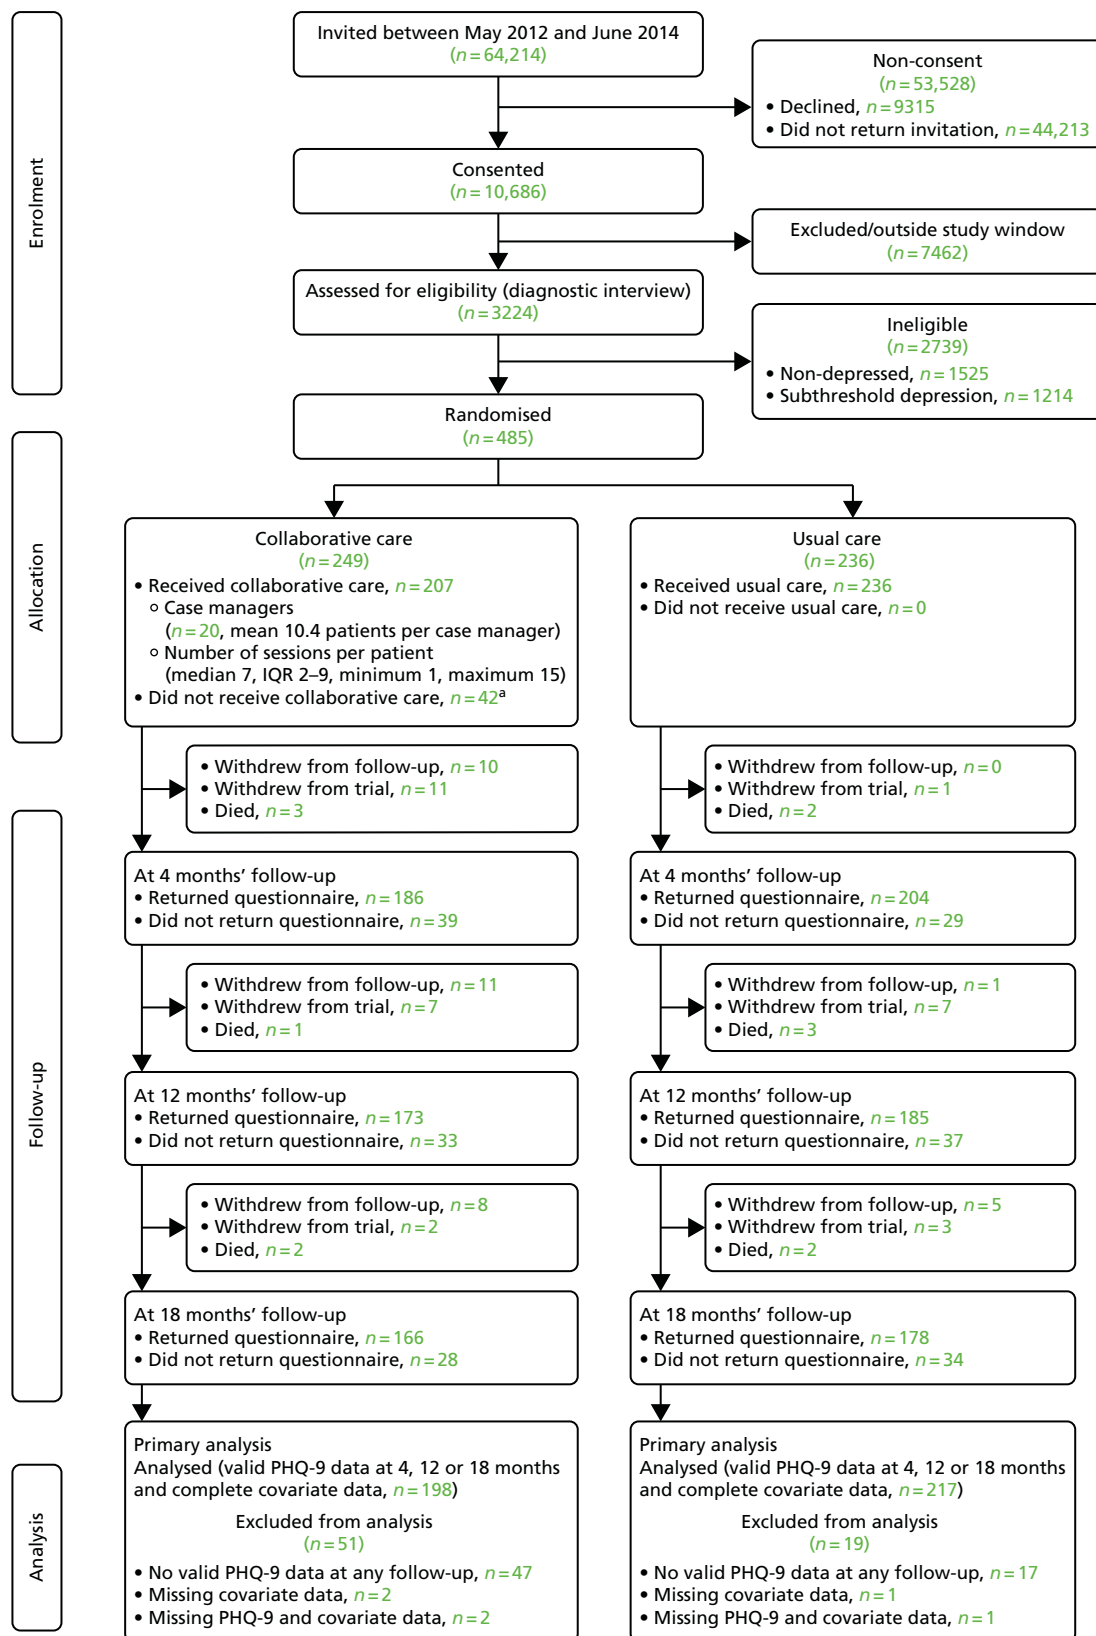 Enrolment
Invited between May 2012 and June 2014
(n=64,214)
Non-consent
(n=53,528)
• Declined, n=9315
• Did not return invitation, n=44,213
Consented
(n=10,686)
Excluded/outside study window
(n=7462)
Assessed for eligibility (diagnostic interview)
(n=3224)
Ineligible
(n=2739)
• Non-depressed, n=1525
• Subthreshold depression, n=1214
Randomised
(n=485)
Allocation
Collaborative care
(n=249)
• Received collaborative care, n=207
○ Case managers
(n=20, mean 10.4 patients per case manager)
○ Number of sessions per patient
(median 7, IQR 2–9, minimum 1, maximum 15)
• Did not receive collaborative care, n=42ª
Usual care
(n=236)
• Received usual care, n=236
• Did not receive usual care, n=0
• Withdrew from follow-up, n=10
• Withdrew from trial, n=11
• Died, n=3
• Withdrew from follow-up, n=0
• Withdrew from trial, n=1
• Died, n=2
Follow-up
At 4 months’ follow-up
• Returned questionnaire, n=186
• Did not return questionnaire, n=39
At 4 months’ follow-up
• Returned questionnaire, n=204
• Did not return questionnaire, n=29
• Withdrew from follow-up, n=11
• Withdrew from trial, n=7
• Died, n=1
• Withdrew from follow-up, n=1
• Withdrew from trial, n=7
• Died, n=3
At 12 months’ follow-up
• Returned questionnaire, n=173
• Did not return questionnaire, n=33
At 12 months’ follow-up
• Returned questionnaire, n=185
• Did not return questionnaire, n=37
• Withdrew from follow-up, n=8
• Withdrew from trial, n=2
• Died, n=2
• Withdrew from follow-up, n=5
• Withdrew from trial, n=3
• Died, n=2
At 18 months’ follow-up
• Returned questionnaire, n=166
• Did not return questionnaire, n=28
At 18 months’ follow-up
• Returned questionnaire, n=178
• Did not return questionnaire, n=34
Analysis
Primary analysis
Analysed (valid PHQ-9 data at 4, 12 or 18 months
and complete covariate data, n=198)
Excluded from analysis
(n=51)
• No valid PHQ-9 data at any follow-up, n=47
• Missing covariate data, n=2
• Missing PHQ-9 and covariate data, n=2
Primary analysis
Analysed (valid PHQ-9 data at 4, 12 or 18 months
and complete covariate data, n=217)
Excluded from analysis
(n=19)
• No valid PHQ-9 data at any follow-up, n=17
• Missing covariate data, n=1
• Missing PHQ-9 and covariate data, n=1